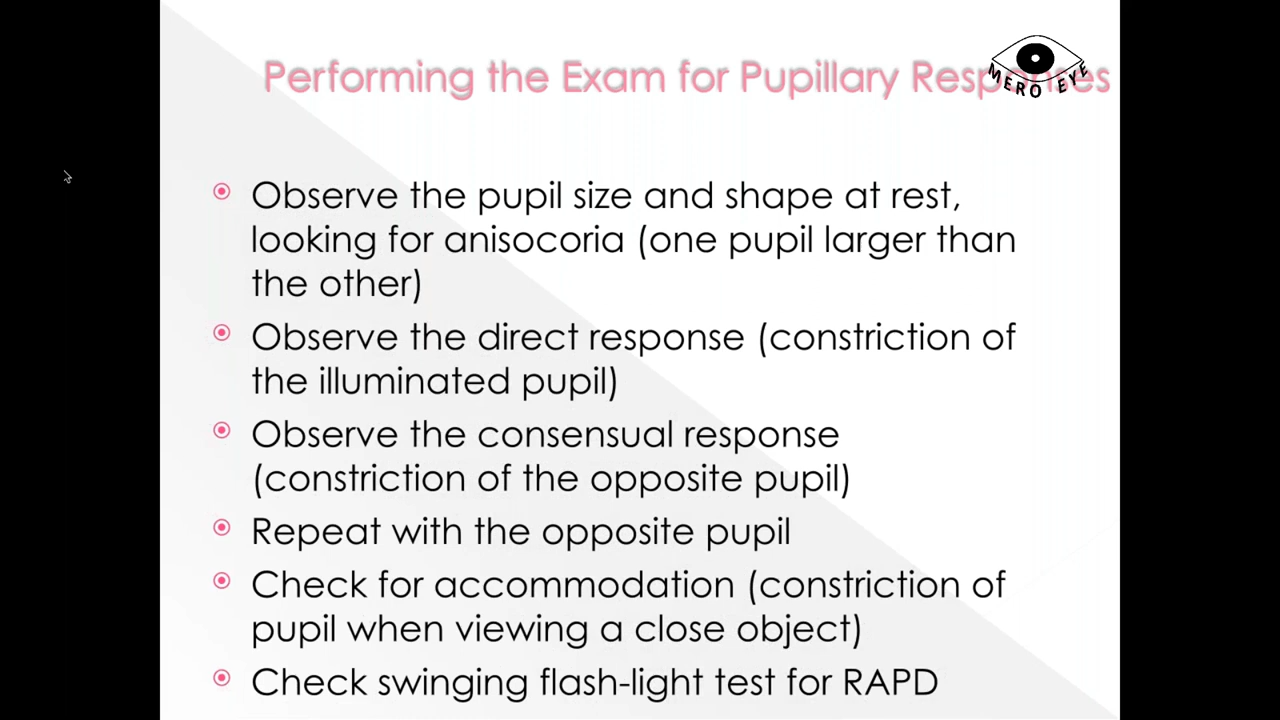 Performing the Exam for Pupillary Responses
MERO EYE
Observe the pupil size and shape at rest,
looking for anisocoria (one pupil larger than
the other)
Observe the direct response (constriction of
the illuminated pupil)
Observe the consensual response
(constriction of the opposite pupil)
Repeat with the opposite pupil
Check for accommodation (constriction of
pupil when viewing a close object)
Check swinging flash-light test for RAPD